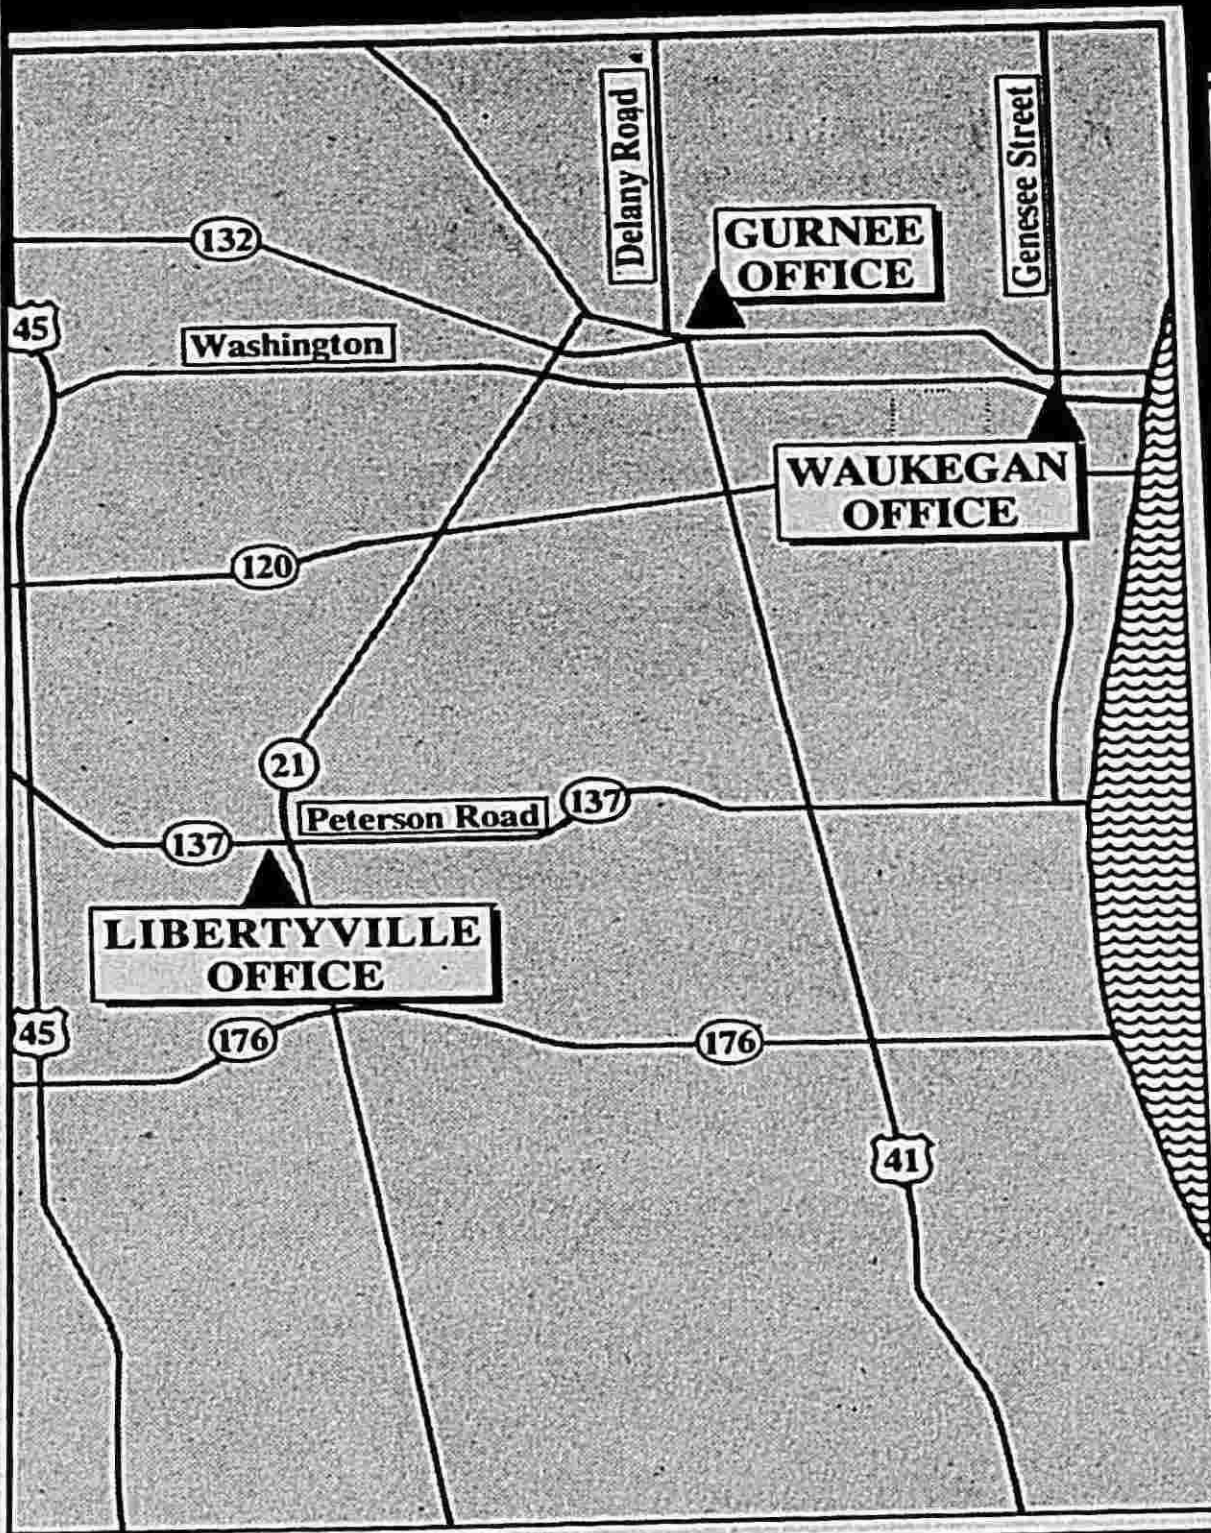 Delany Road
Genesee Street
GURNEE
OFFICE
132
45
Washington
WAUKEGAN
OFFICE
120
21
Peterson Road
137
137
LIBERTYVILLE
OFFICE
45
176
176
41